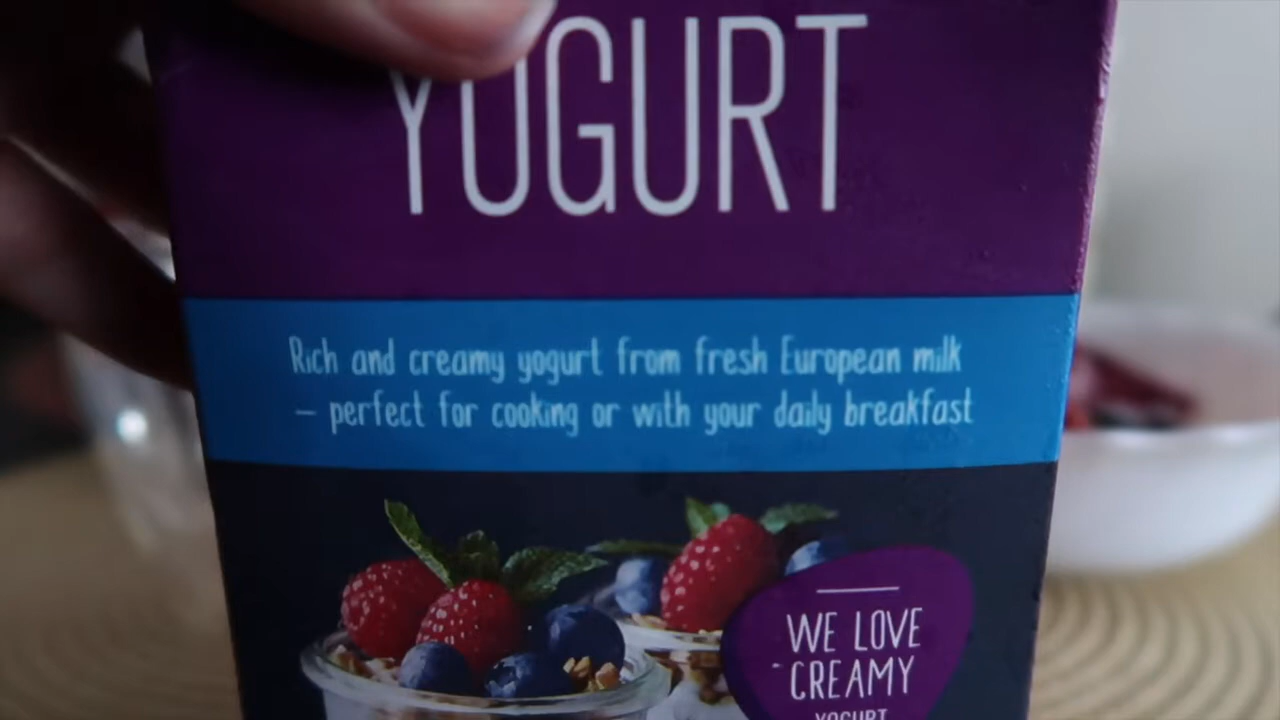 YOGURT
Rich and creamy yogurt from fresh European milk
– perfect for cooking or with your daily breakfast
WE LOVE
CREAMY
YOGURT